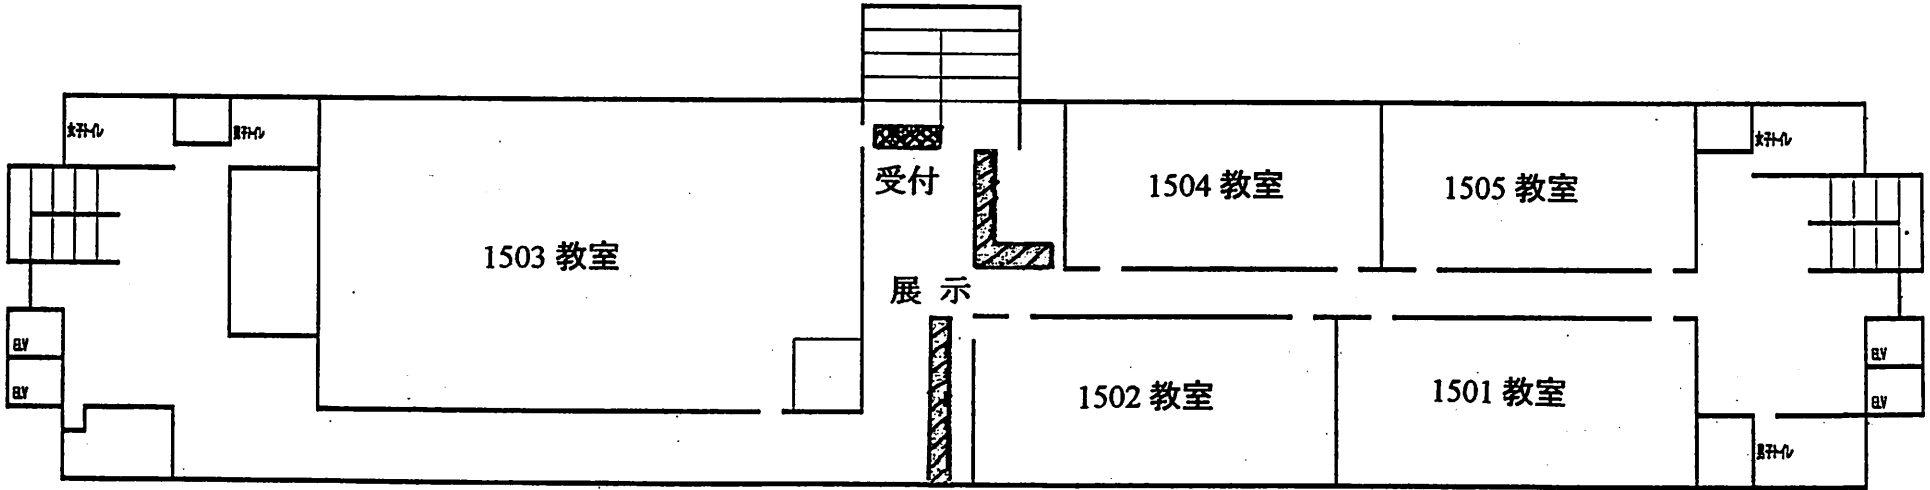 女子トイレ
男子トイレ
女子トイレ
受付
1504 教室
1505 教室
1503 教室
展 示
ELV
ELV
ELV
ELV
1502 教室
1501 教室
男子トイレ